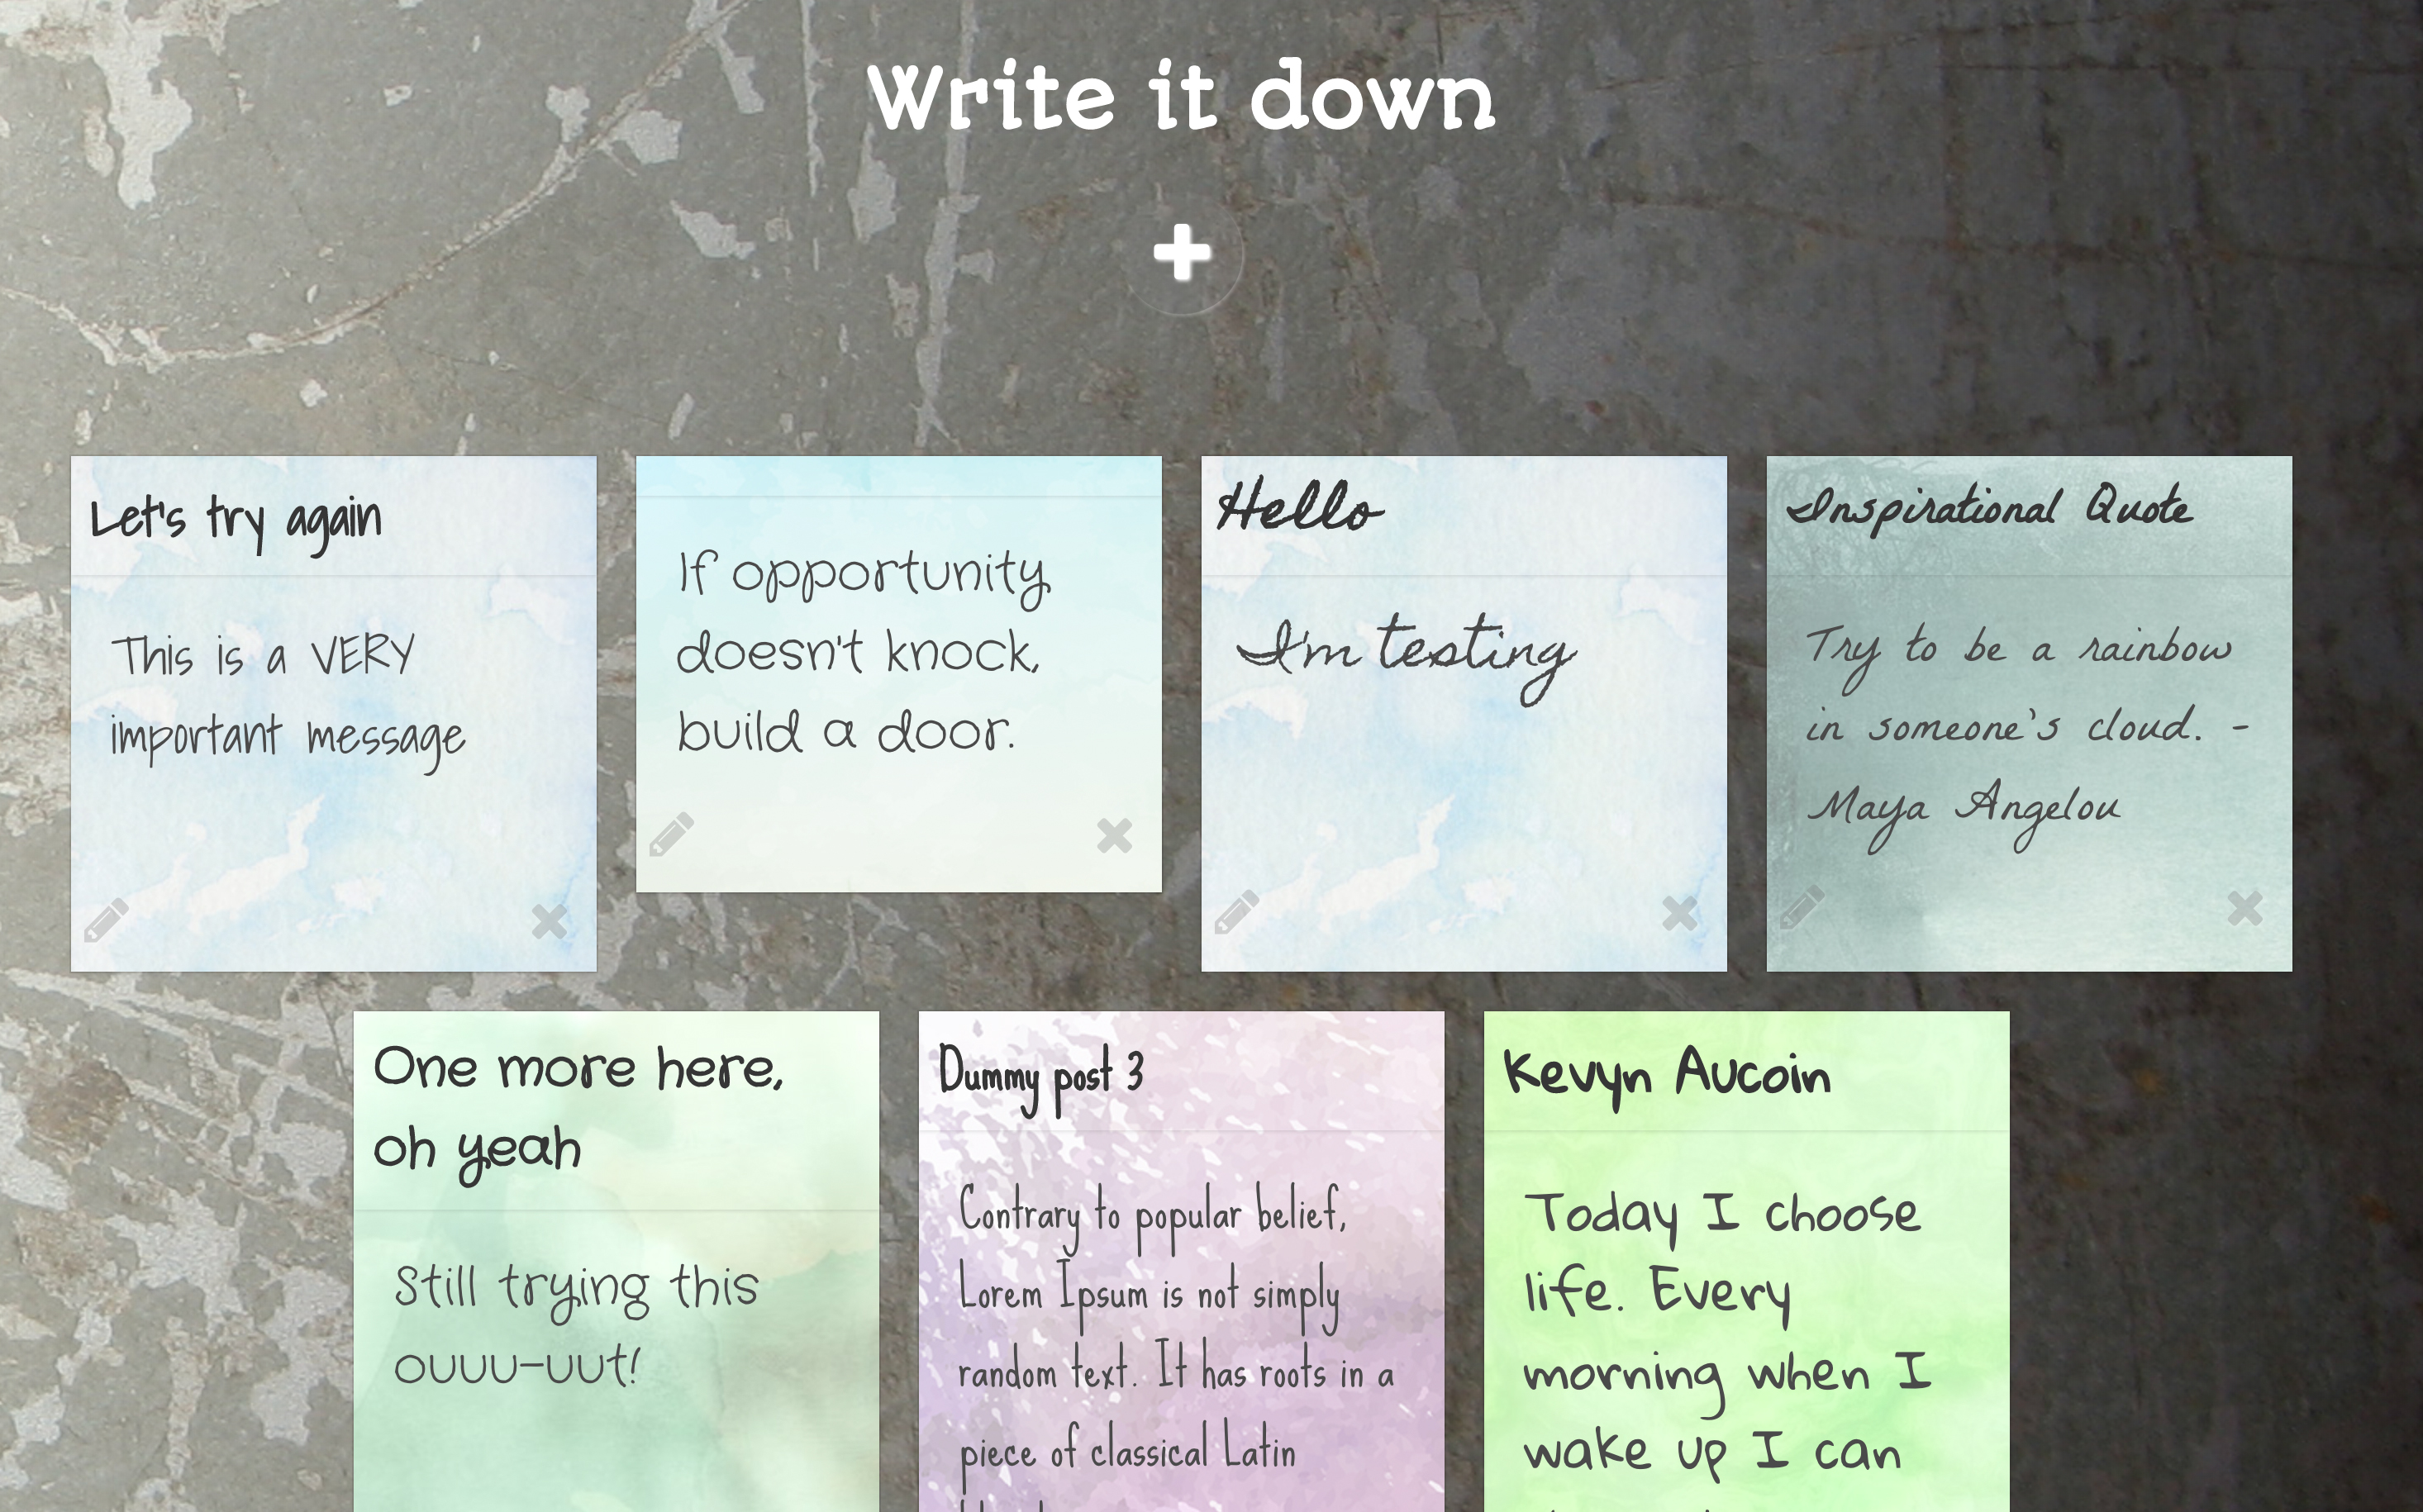 Write it down
Let's try again
This is a VERY
important message
If opportunity
doesn't knock,
build a door.
Hello
I'm testing
Inspirational Quote
Try to be a rainbow
in someone's cloud. -
Maya Angelou
One more here,
oh yeah
Still trying this
ouuu-uut!
Dummy post 3
Contrary to popular belief,
Lorem Ipsum is not simply
random text. It has roots in a
piece of classical Latin
Kevyn Aucoin
Today I choose
life. Every
morning when I
wake up I can